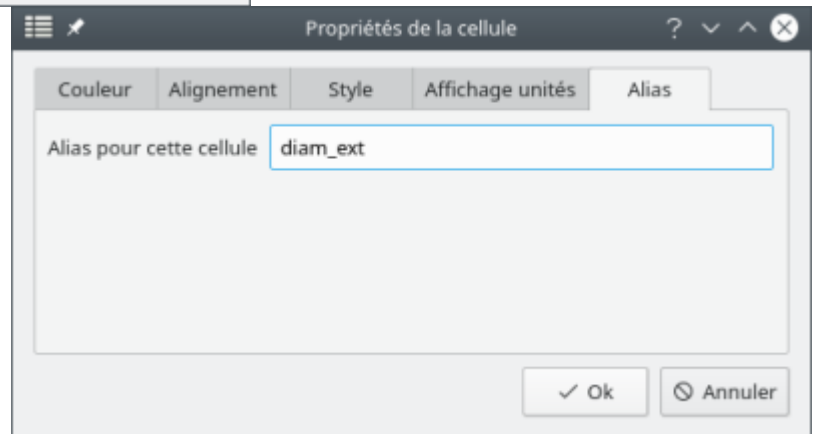 Propriétés de la cellule
Couleur Alignement Style Affichage unités Alias
Alias pour cette cellule diam_ext
Ok Annuler